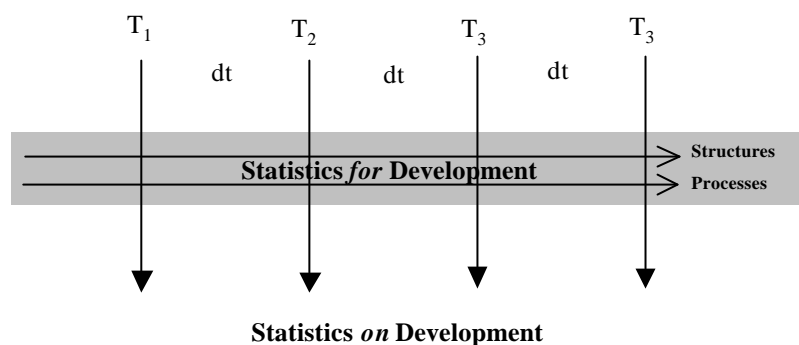 T1 T2 T3 T3
dt dt dt
Structures
Statistics for Development
Processes
Statistics on Development